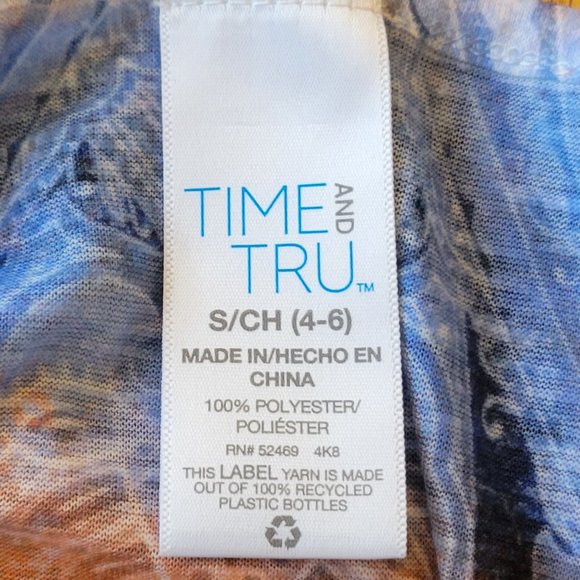 TIME AND
TRU™
S/CH (4-6)
MADE IN/HECHO EN
CHINA
100% POLYESTER/
POLIÉSTER
RN# 52469 4K8
THIS LABEL YARN IS MADE
OUT OF 100% RECYCLED
PLASTIC BOTTLES